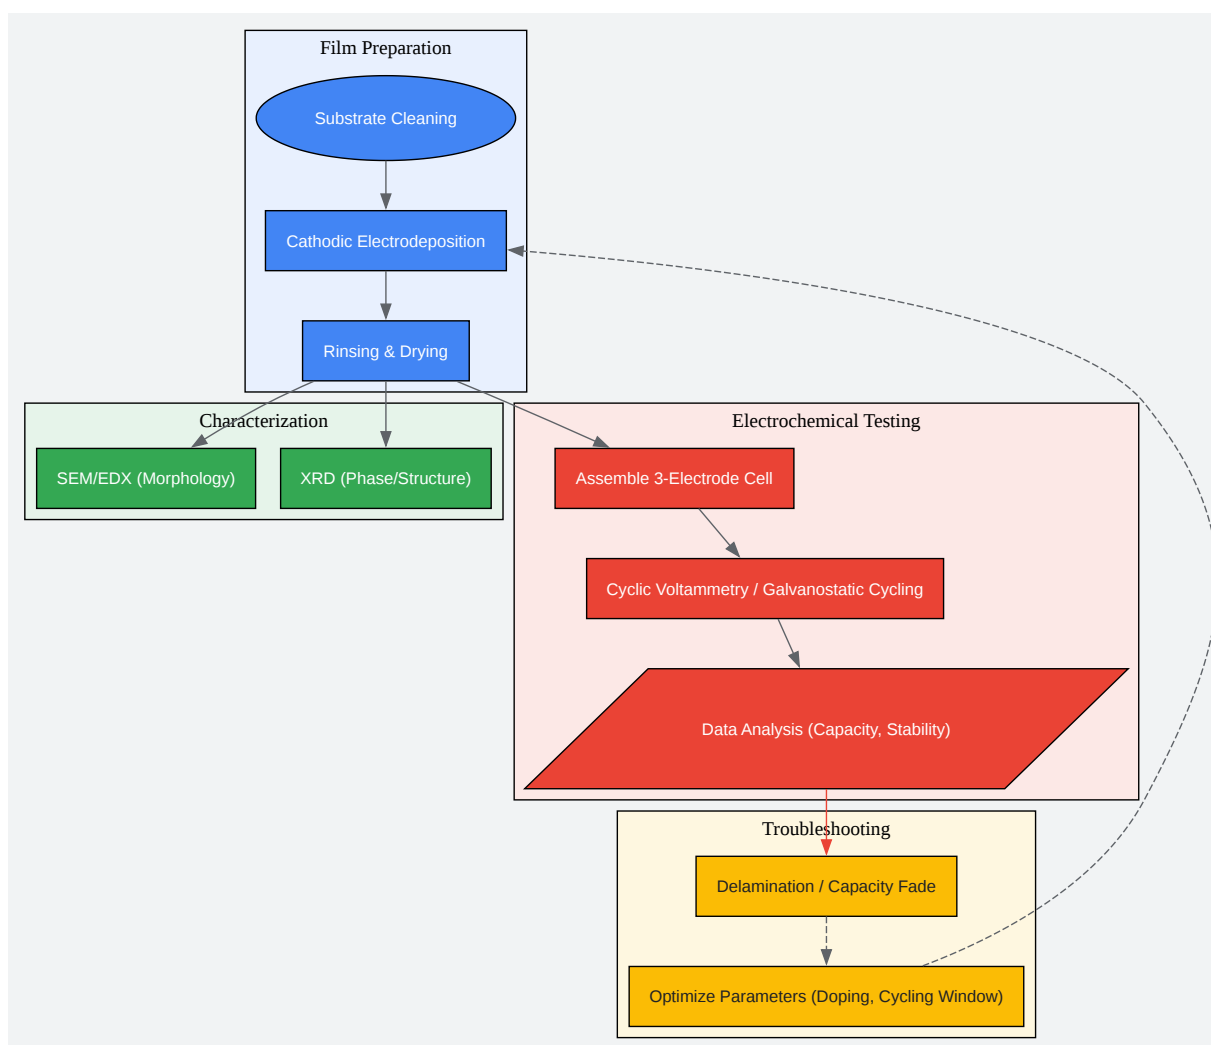 Film Preparation
Substrate Cleaning
Cathodic Electrodeposition
Rinsing & Drying
Characterization
SEM/EDX (Morphology)
XRD (Phase/Structure)
Electrochemical Testing
Assemble 3-Electrode Cell
Cyclic Voltammetry / Galvanostatic Cycling
Data Analysis (Capacity, Stability)
Troubleshooting
Delamination / Capacity Fade
Optimize Parameters (Doping, Cycling Window)